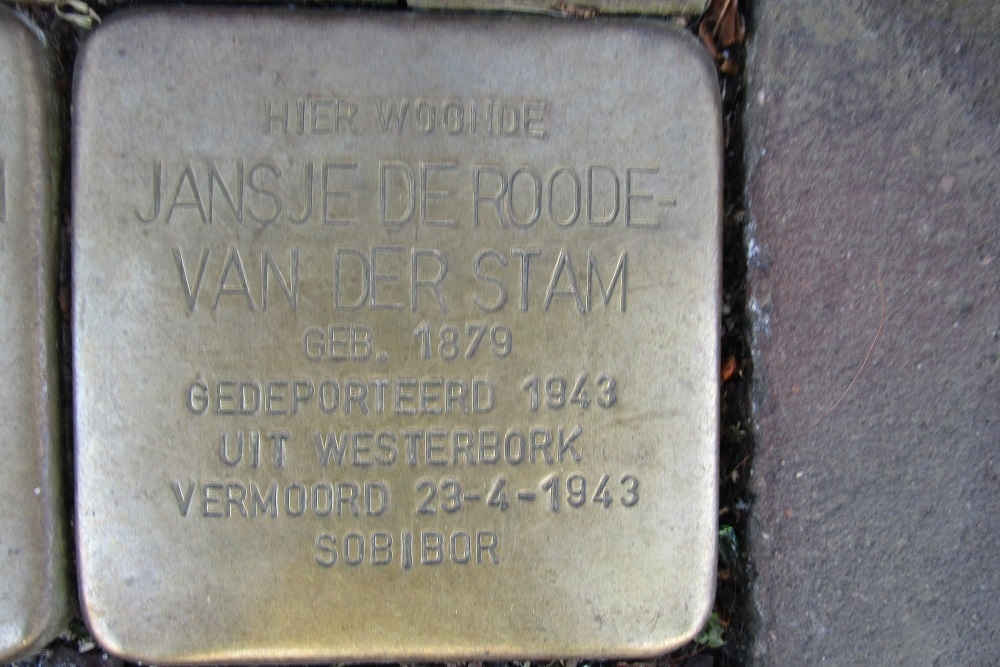 HIER WOONDE
JANSJE DE ROODE-
VAN DER STAM
GEB. 1879
GEDEPORTEERD 1943
UIT WESTERBORK
VERMOORD 23-4-1943
SOBIBOR